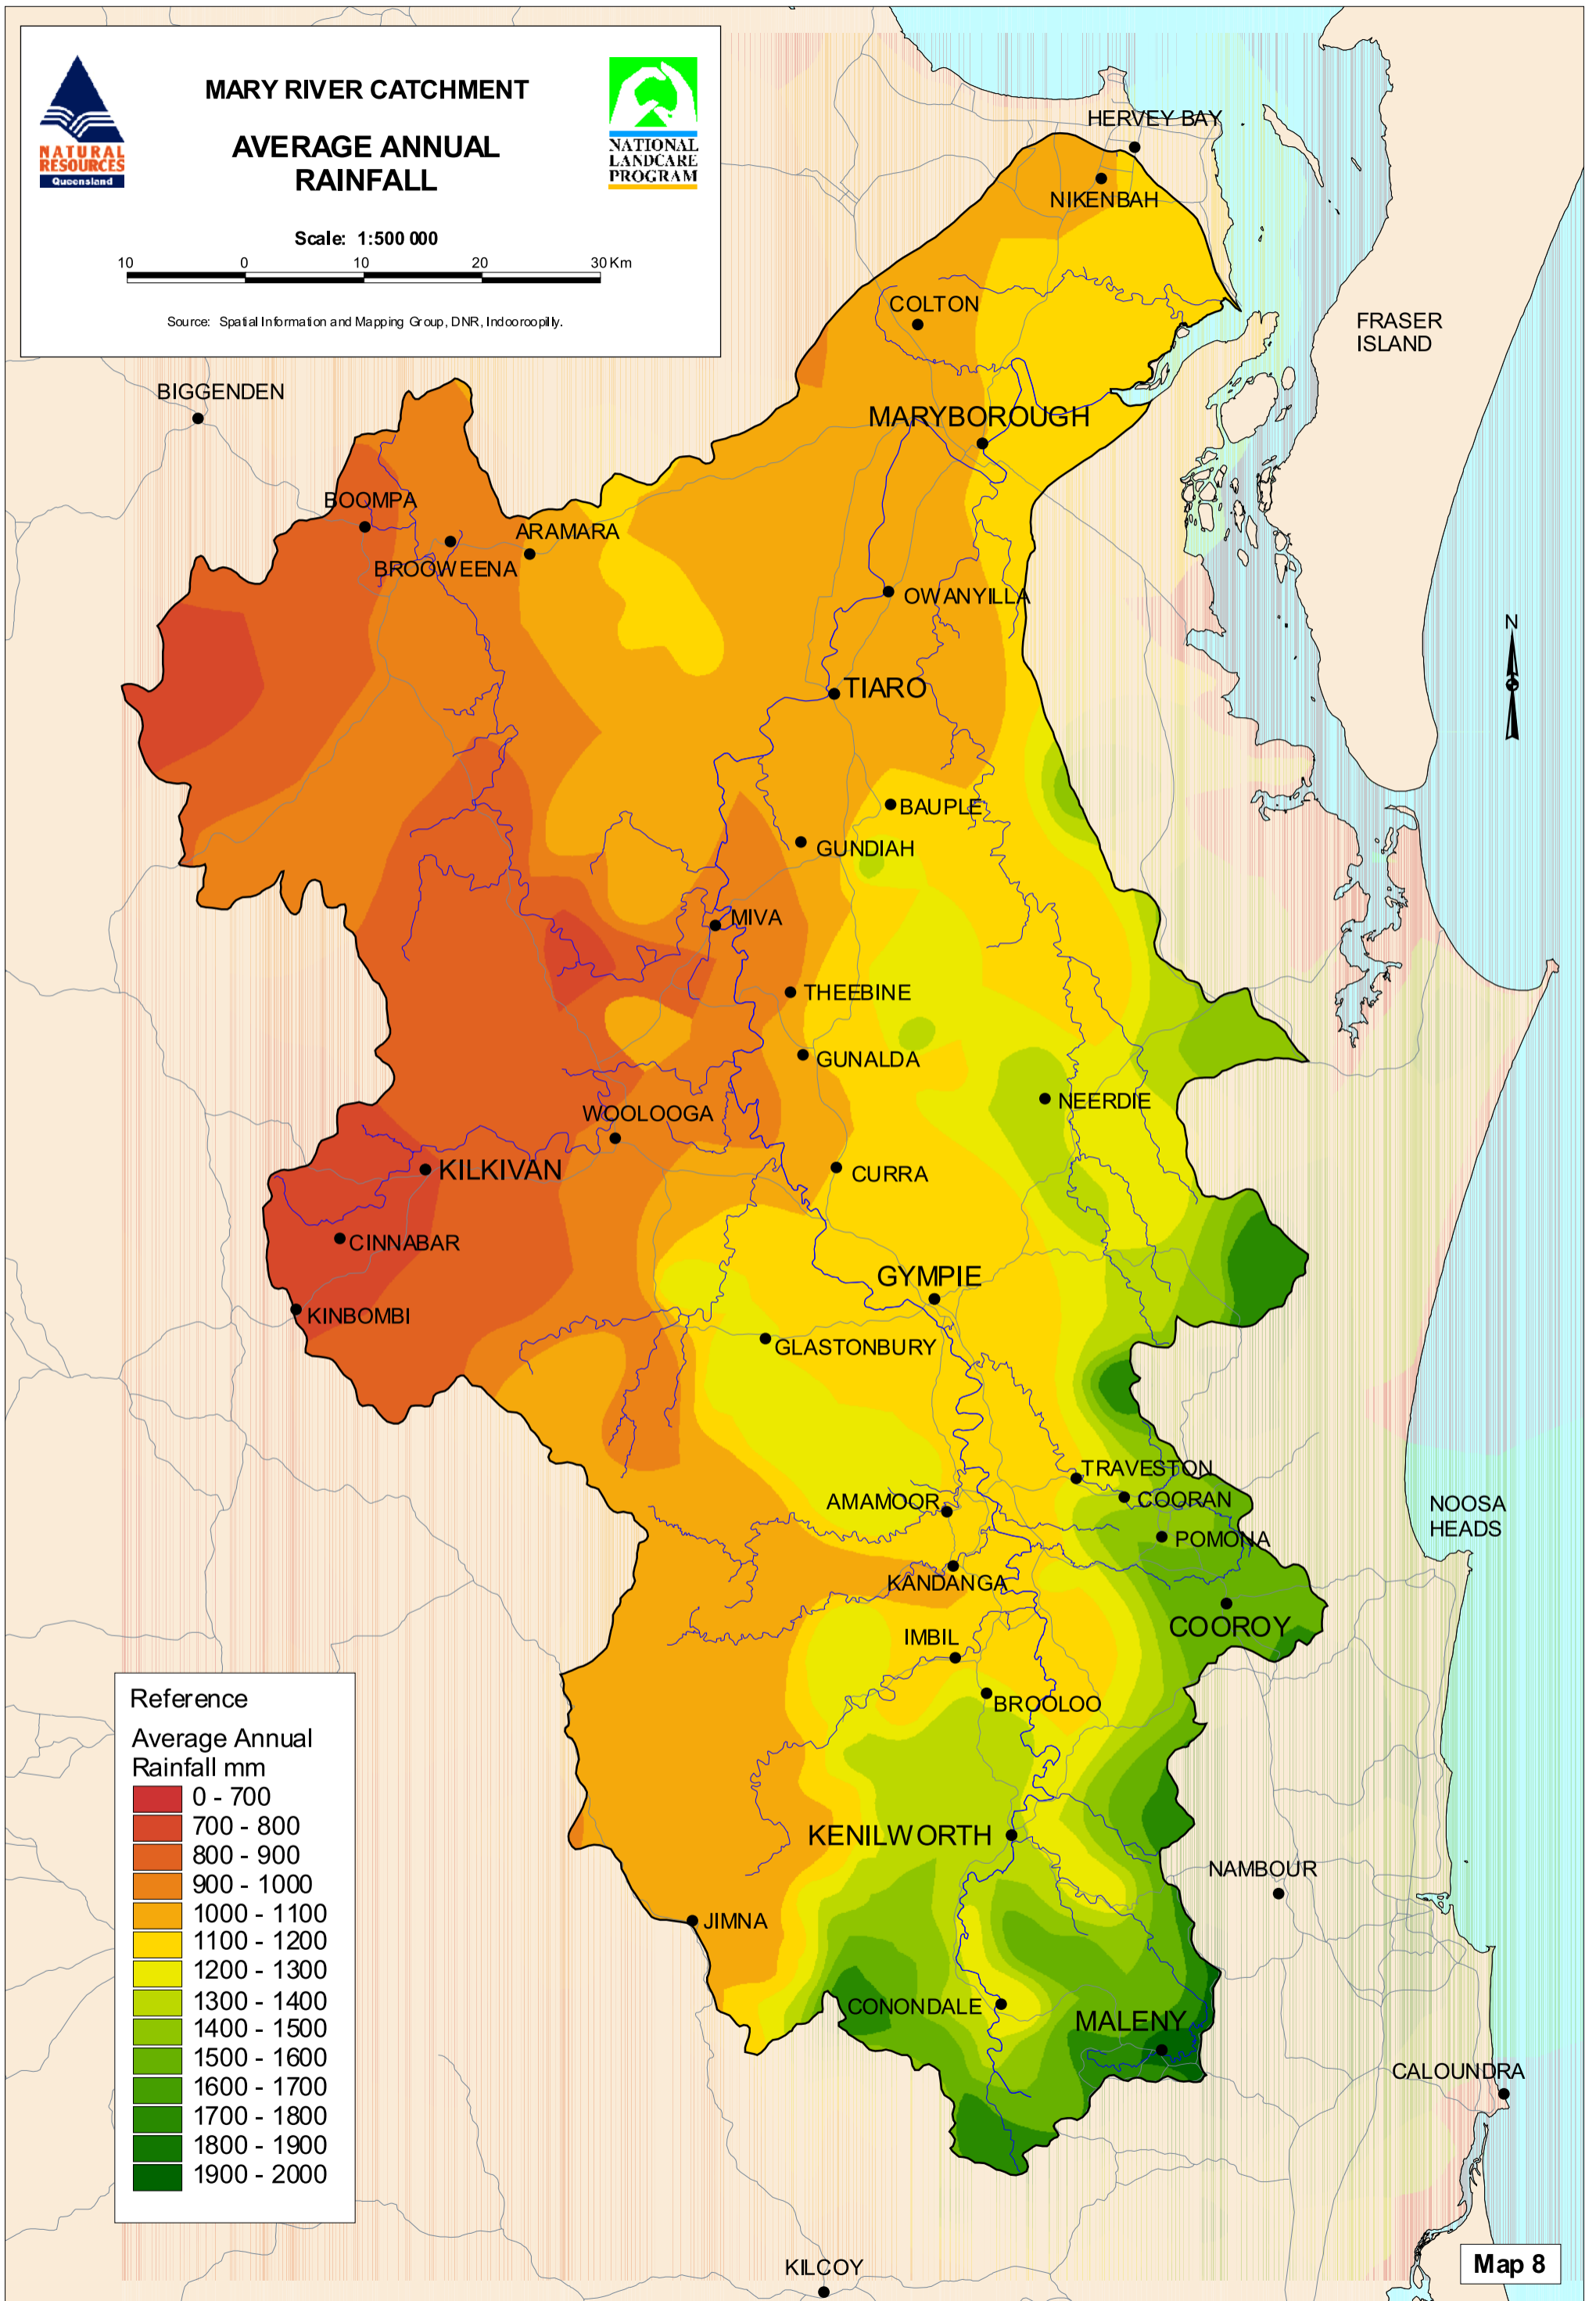 MARY RIVER CATCHMENT
AVERAGE ANNUAL
RAINFALL
NATURAL
RESOURCES
Queensland
NATIONAL
LANDCARE
PROGRAM
Scale: 1:500 000
10 0 10 20 30 Km
Source: Spatial Information and Mapping Group, DNR, Indooroopilly.
HERVEY BAY
NIKENBAH
COLTON
FRASER
ISLAND
BIGGENDEN
MARYBOROUGH
BOOMPA
ARAMARA
BROOWEENA
OWANYILLA
N
TIARO
BAUPLE
GUNDIAH
MIVA
THEEBINE
GUNALDA
NEERDIE
WOOLOOGA
KILKIVAN
CURRA
CINNABAR
GYMPIE
KINBOMBI
GLASTONBURY
TRAVESTON
AMAMOOR
COORAN
NOOSA
HEADS
POMONA
KANDANGA
COOROY
IMBIL
BROOLOO
KENILWORTH
NAMBOUR
JIMNA
CONONDALE
MALENY
CALOUNDRA
KILCOY
Reference
Average Annual
Rainfall mm
0 - 700
700 - 800
800 - 900
900 - 1000
1000 - 1100
1100 - 1200
1200 - 1300
1300 - 1400
1400 - 1500
1500 - 1600
1600 - 1700
1700 - 1800
1800 - 1900
1900 - 2000
Map 8